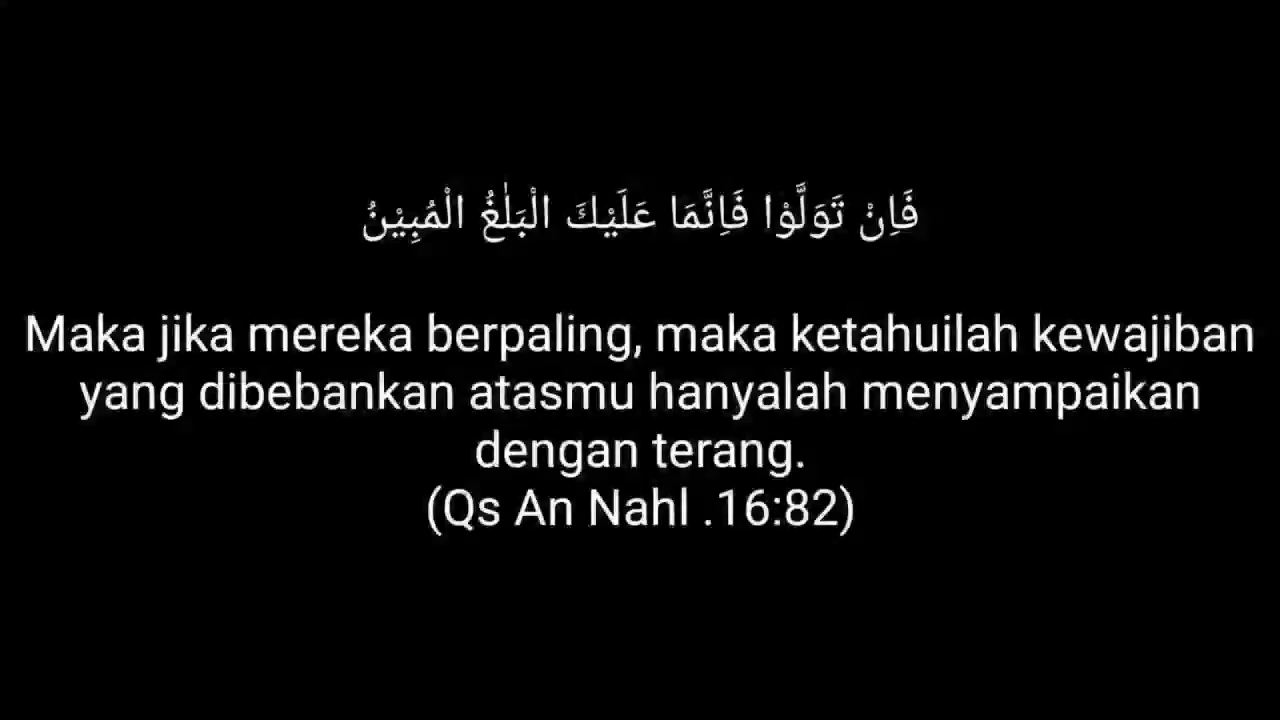 فَاِنْ تَوَلَّوْا فَاِنَّمَا عَلَيْكَ الْبَلٰغُ الْمُبِيْنُ
Maka jika mereka berpaling, maka ketahuilah kewajiban
yang dibebankan atasmu hanyalah menyampaikan
dengan terang.
(Qs An Nahl .16:82)